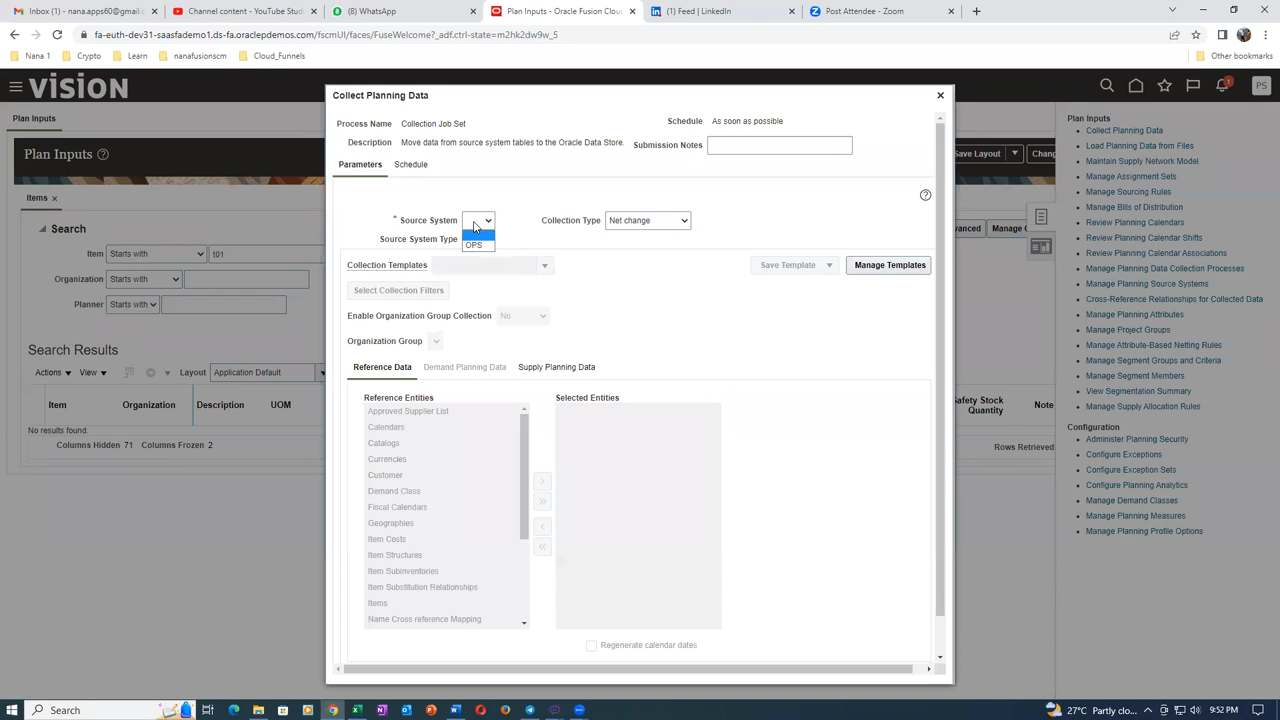 Inbox (1) - nanafusionapps60@gmail
Channel content - YouTube Studi
(8) WhatsApp
Plan Inputs - Oracle Fusion Clou
(1) Feed | LinkedIn
Post Attendee - Zoom
fa-euth-dev31-saasfademo1.ds-fa.oraclepdemos.com/fscmUI/faces/FuseWelcome?_adf.ctrl-state=m2hk2dw9w_5
Nana 1
Cropping
Learn
nanafusionscm
Cloud_Funnels
Other bookmarks
VISION
1
PS
Plan Inputs
Plan Inputs
Save Layout
Items
Search
Item
Starts with
t01
Organization
Starts with
Planner
Starts with
Search Results
Actions
View
Layout
Application Default
Item
Organization
Description
UOM
Safety Stock Quantity
Note
No results found.
Columns Hidden 71
Columns Frozen 2
Rows Retrieved
Collect Planning Data
Process Name
Collection Job Set
Schedule
As soon as possible
Description
Move data from source system tables to the Oracle Data Store.
Submission Notes
Parameters
Schedule
* Source System
OPS
Collection Type
Net change
Source System Type
Collection Templates
Save Template
Manage Templates
Select Collection Filters
Enable Organization Group Collection
No
Organization Group
Reference Data
Demand Planning Data
Supply Planning Data
Reference Entities
Selected Entities
Approved Supplier List
Calendars
Catalogs
Currencies
Customer
Demand Class
Fiscal Calendars
Geographies
Item Costs
Item Structures
Item Subinventories
Item Substitution Relationships
Items
Name Cross reference Mapping
Regenerate calendar dates
Plan Inputs
Collect Planning Data
Load Planning Data from Files
Maintain Supply Network Model
Manage Assignment Sets
Manage Sourcing Rules
Manage Bills of Distribution
Review Planning Calendars
Review Planning Calendar Shifts
Review Planning Calendar Associations
Manage Planning Data Collection Processes
Manage Planning Source Systems
Cross-Reference Relationships for Collected Data
Manage Planning Attributes
Manage Project Groups
Manage Attribute-Based Netting Rules
Manage Segment Groups and Criteria
Manage Segment Members
View Segmentation Summary
Manage Supply Allocation Rules
Configuration
Administer Planning Security
Configure Exceptions
Configure Exception Sets
Configure Planning Analytics
Manage Demand Classes
Manage Planning Measures
Manage Planning Profile Options
Search
27°C Light rain
ENG
9:52 PM